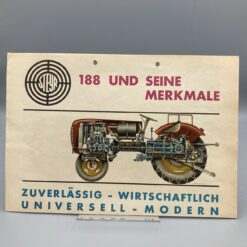 STEYR
188 UND SEINE
MERKMALE
ZUVERLÄSSIG - WIRTSCHAFTLICH
UNIVERSELL - MODERN